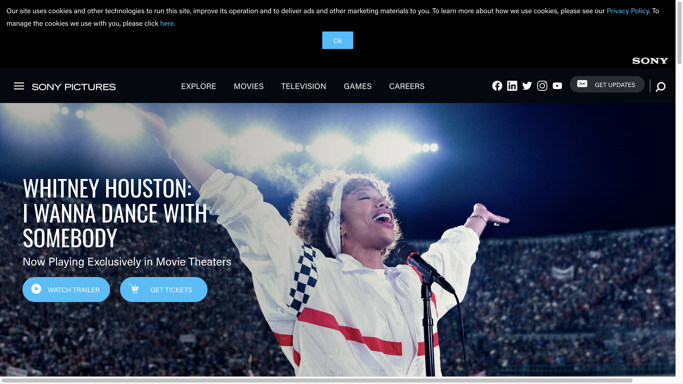 Our site uses cookies and other technologies to run this site, improve its operation and to deliver ads and other marketing materials to you. To learn more about how we use cookies, please see our Privacy Policy. To
manage the cookies we use with you, please click here.
Ok
SONY
SONY PICTURES
EXPLORE
MOVIES
TELEVISION
GAMES
CAREERS
GET UPDATES
WHITNEY HOUSTON:
I WANNA DANCE WITH
SOMEBODY
Now Playing Exclusively in Movie Theaters
WATCH TRAILER
GET TICKETS